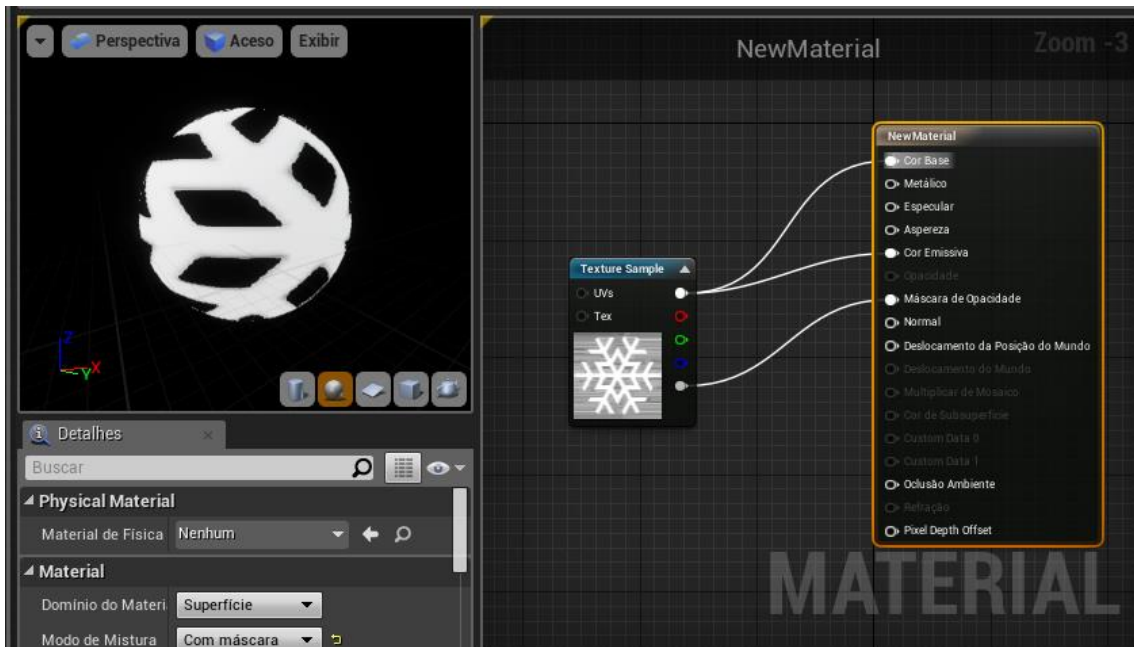 Perspectiva Aceso Exibir
Z
X
Y
Detalhes
Buscar
Physical Material
Material de Física Nenhum
Material
Domínio do Materi Superfície
Modo de Mistura Com máscara
NewMaterial
Zoom -3
Texture Sample
UVs
Tex
NewMaterial
Cor Base
Metálico
Especular
Aspereza
Cor Emissiva
Opacidade
Máscara de Opacidade
Normal
Deslocamento da Posição do Mundo
Deslocamento do Mundo
Multiplicar de Mosaico
Cor de Subsuperfície
Custom Data 0
Custom Data 1
Oclusão Ambiente
Refração
Pixel Depth Offset
MATERIAL